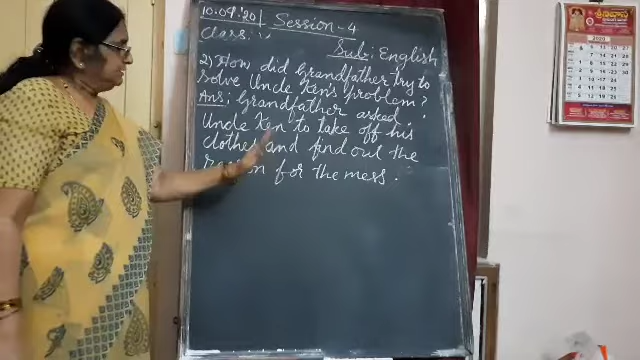 10.09.'20 Session-4
Class: V
Sub: English
2) How did Grandfather try to
solve Uncle Ken's problem?
Ans: Grandfather asked
Uncle Ken to take off his
clothes and find out the
for the mess.
2020